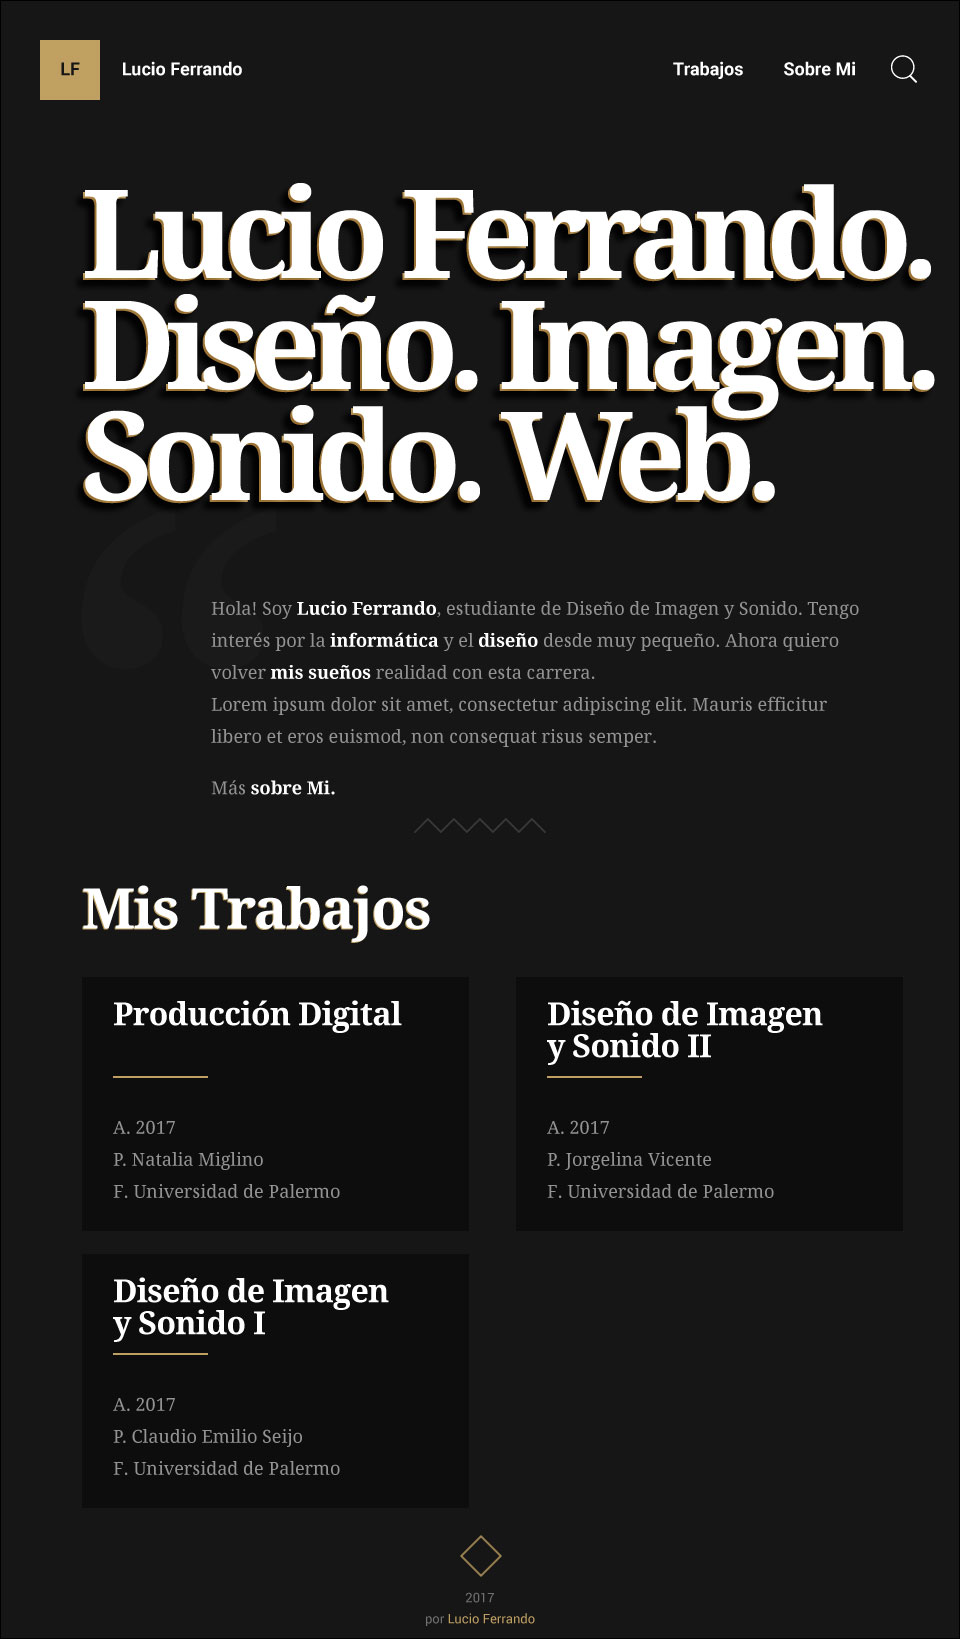 LF
Lucio Ferrando
Trabajos
Sobre Mi
Lucio Ferrando.
Diseño. Imagen.
Sonido. Web.
“
Hola! Soy Lucio Ferrando, estudiante de Diseño de Imagen y Sonido. Tengo
interés por la informática y el diseño desde muy pequeño. Ahora quiero
volver mis sueños realidad con esta carrera.
Lorem ipsum dolor sit amet, consectetur adipiscing elit. Mauris efficitur
libero et eros euismod, non consequat risus semper.
Más sobre Mi.
Mis Trabajos
Producción Digital
A. 2017
P. Natalia Miglino
F. Universidad de Palermo
Diseño de Imagen
y Sonido II
A. 2017
P. Jorgelina Vicente
F. Universidad de Palermo
Diseño de Imagen
y Sonido I
A. 2017
P. Claudio Emilio Seijo
F. Universidad de Palermo
2017
por Lucio Ferrando